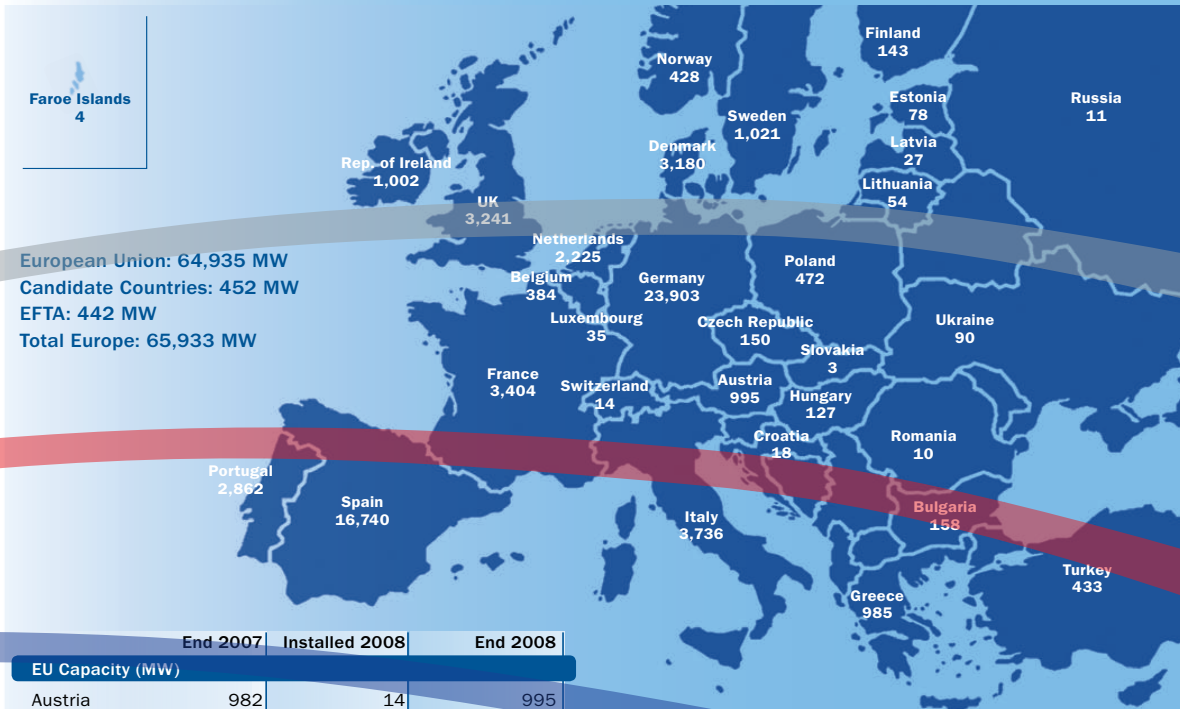 Finland
143
Norway
428
Faroe Islands
4
Estonia
78
Russia
11
Sweden
1,021
Latvia
27
Denmark
3,180
Rep. of Ireland
1,002
Lithuania
54
UK
3,241
Netherlands
2,225
European Union: 64,935 MW
Candidate Countries: 452 MW
EFTA: 442 MW
Total Europe: 65,933 MW
Poland
472
Belgium
384
Germany
23,903
Luxembourg
35
Czech Republic
150
Ukraine
90
Slovakia
3
France
3,404
Switzerland
14
Austria
995
Hungary
127
Croatia
18
Romania
10
Portugal
2,862
Spain
16,740
Italy
3,736
Bulgaria
158
Turkey
433
Greece
985
End 2007 Installed 2008 End 2008
EU Capacity (MW)
Austria 982 14 995